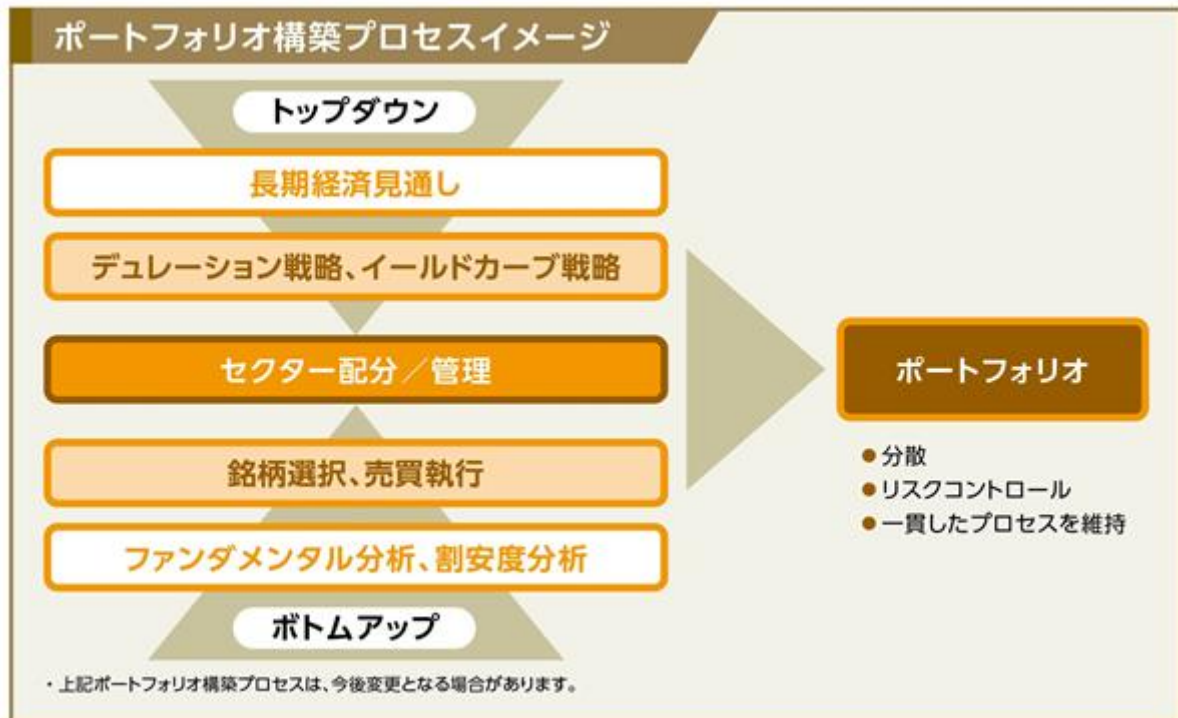 ポートフォリオ構築プロセスイメージ
トップダウン
長期経済見通し
デュレーション戦略、イールドカーブ戦略
セクター配分／管理
銘柄選択、売買執行
ファンダメンタル分析、割安度分析
ボトムアップ
ポートフォリオ
●分散
●リスクコントロール
●一貫したプロセスを維持
・上記ポートフォリオ構築プロセスは、今後変更となる場合があります。